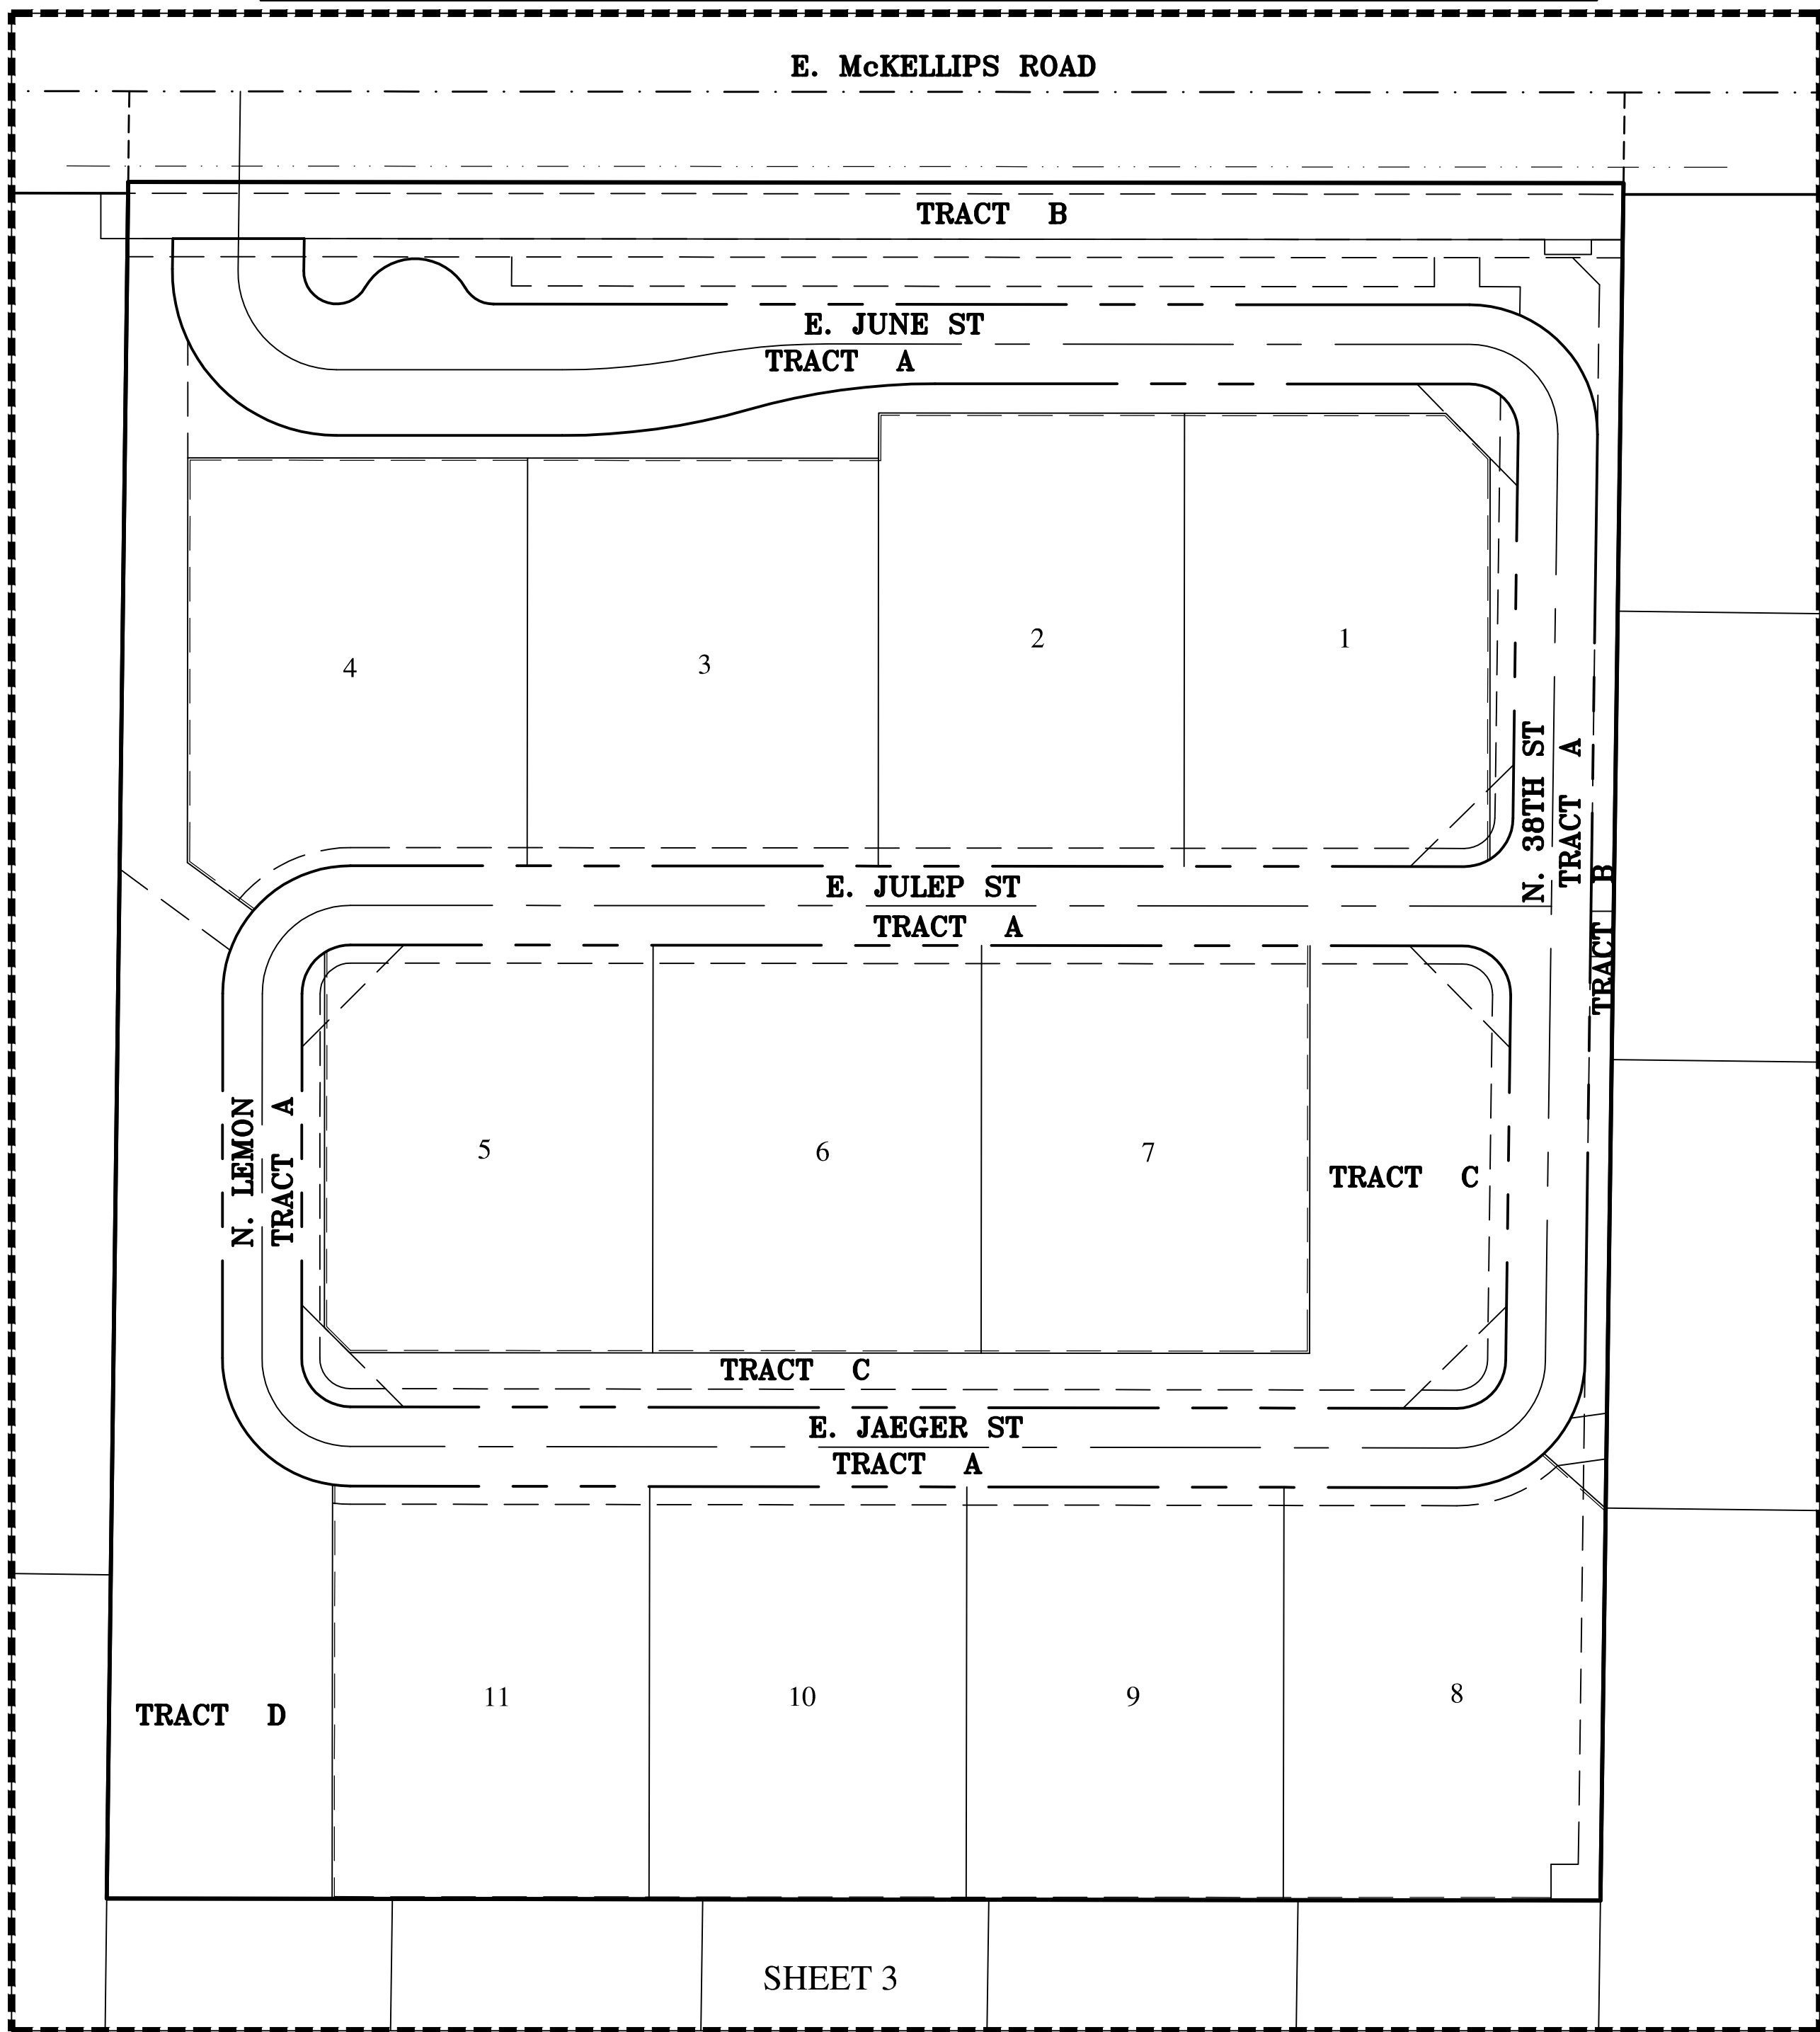 E. McKELLIPS ROAD
TRACT B
E. JUNE ST
TRACT A
4
3
2
1
N. 38TH ST
TRACT A
TRACT B
E. JULEP ST
TRACT A
N. LEMON
TRACT A
5
6
7
TRACT C
TRACT C
E. JAEGER ST
TRACT A
TRACT D
11
10
9
8
SHEET 3